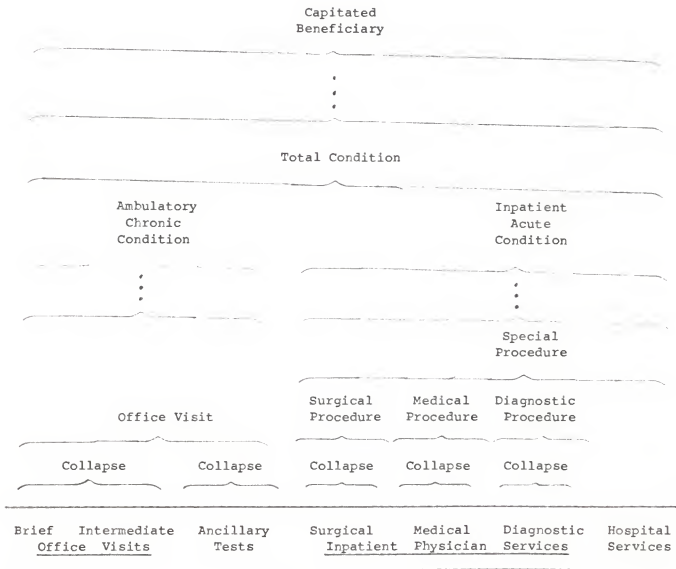 Capitated
Beneficiary
Total Condition
Ambulatory
Chronic
Condition
Inpatient
Acute
Condition
Special
Procedure
Office Visit
Surgical
Procedure
Medical
Procedure
Diagnostic
Procedure
Collapse
Collapse
Collapse
Collapse
Collapse
Brief Intermediate
Office Visits
Ancillary
Tests
Surgical Medical Diagnostic
Inpatient Physician Services
Hospital
Services